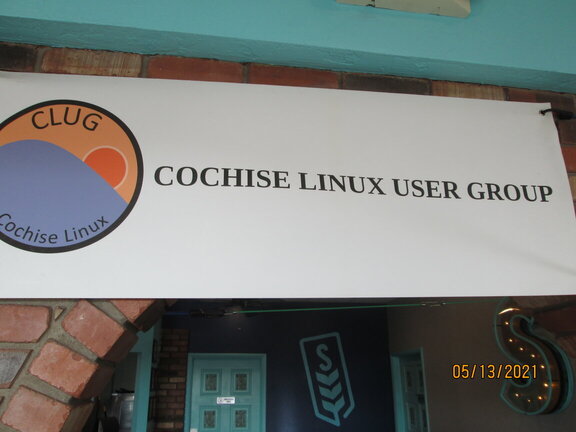 CLUG
COCHISE LINUX USER GROUP
Cochise Linux
S
S
05/13/2021